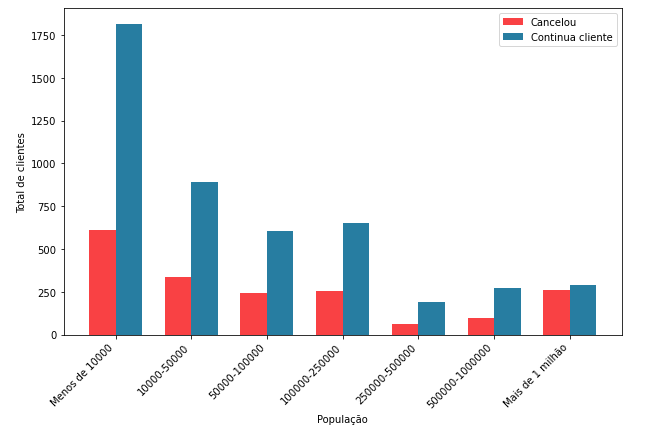 Cancelou
Continua cliente
Total de clientes
1750
1500
1250
1000
750
500
250
0
Menos de 10000
10000-50000
50000-100000
100000-250000
250000-500000
500000-1000000
Mais de 1 milhão
População